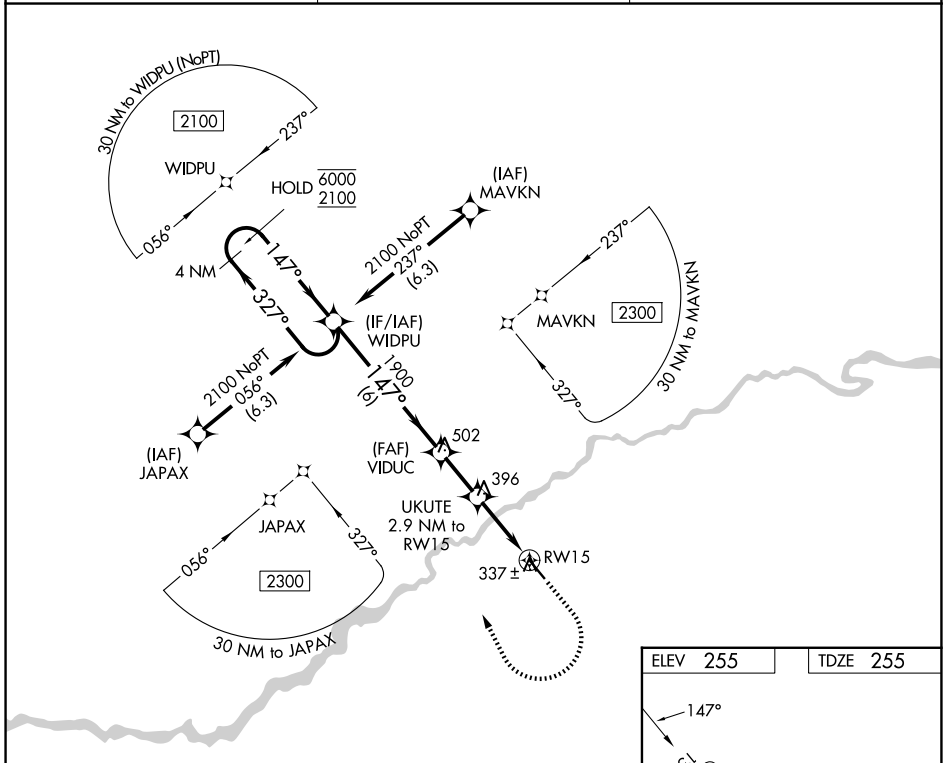 30 NM to WIDPU (NoPT)
2100
237°
WIDPU
056°
HOLD 6000
2100
(IAF)
MAVKN
2100 NoPT
237°
(6.3)
4 NM
147°
327°
(IF/IAF)
WIDPU
237°
MAVKN
2300
327°
30 NM to MAVKN
2100 NoPT
056°
(6.3)
(IAF)
JAPAX
1900
147°
(6)
(FAF)
VIDUC
502
396
UKUTE
2.9 NM to
RW15
RW15
337 ±
JAPAX
056°
327°
2300
30 NM to JAPAX
ELEV 255
TDZE 255
147°